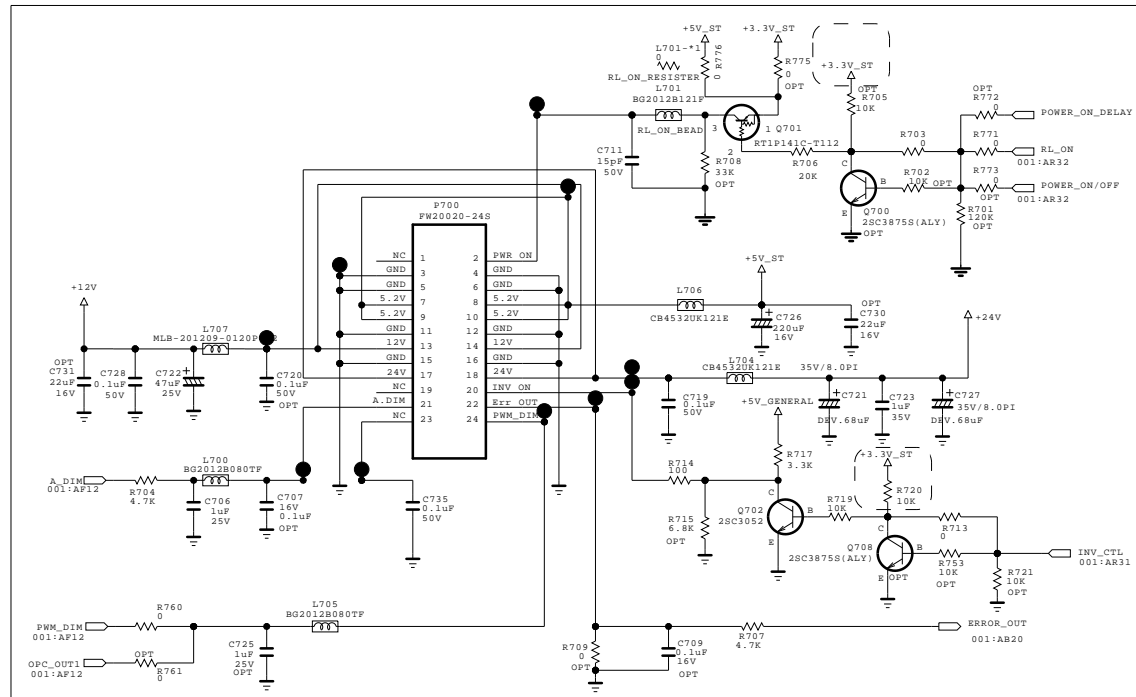 +5V_ST
+3.3V_ST
L701-*1
0
RL_ON_RESISTER
0 R776
R775
0
OPT
+3.3V_ST
OPT
R705
10K
L701
BG2012B121F
RL_ON_BEAD
3
1
Q701
2
RT1P141C-T112
C711
15pF
50V
R708
33K
OPT
R706
20K
R703
0
R702
10K
OPT
C
B
E
Q700
2SC3875S(ALY)
OPT
OPT
R772
0
R771
0
R773
0
OPT
R701
120K
OPT
POWER_ON_DELAY
RL_ON
001:AR32
POWER_ON/OFF
001:AR32
P700
FW20020-24S
NC 1
GND 3
GND 5
5.2V 7
5.2V 9
GND 11
12V 13
GND 15
24V 17
NC 19
A.DIM 21
NC 23
2 PWR ON
4 GND
6 GND
8 5.2V
10 5.2V
12 GND
14 12V
16 GND
18 24V
20 INV ON
22 Err OUT
24 PWM_DIM
+12V
L707
OPT
C731
22uF
16V
C728
0.1uF
50V
C722
47uF
25V
+
C720
0.1uF
50V
OPT
+5V_ST
L706
CB4532UK121E
+
C726
220uF
16V
OPT
C730
22uF
16V
+24V
L704
CB4532UK121E
C719
0.1uF
50V
35V/8.0PI
+
C721
DEV.68uF
C723
1uF
35V
+
C727
35V/8.0PI
DEV.68uF
+5V_GENERAL
R717
3.3K
R714
100
R715
6.8K
OPT
C
B
E
Q702
2SC3052
R719
10K
+3.3V_ST
R720
10K
C
B
E
Q708
2SC3875S(ALY)
OPT
R713
0
R753
10K
OPT
R721
10K
OPT
INV_CTL
001:AR31
A_DIM
001:AF12
R704
4.7K
L700
BG2012B080TF
C706
1uF
25V
C707
16V
0.1uF
OPT
C735
0.1uF
50V
PWM_DIM
001:AF12
R760
0
OPC_OUT1
001:AF12
OPT
R761
0
C725
1uF
25V
OPT
L705
BG2012B080TF
R709
0
OPT
C709
0.1uF
16V
OPT
R707
4.7K
ERROR_OUT
001:AB20